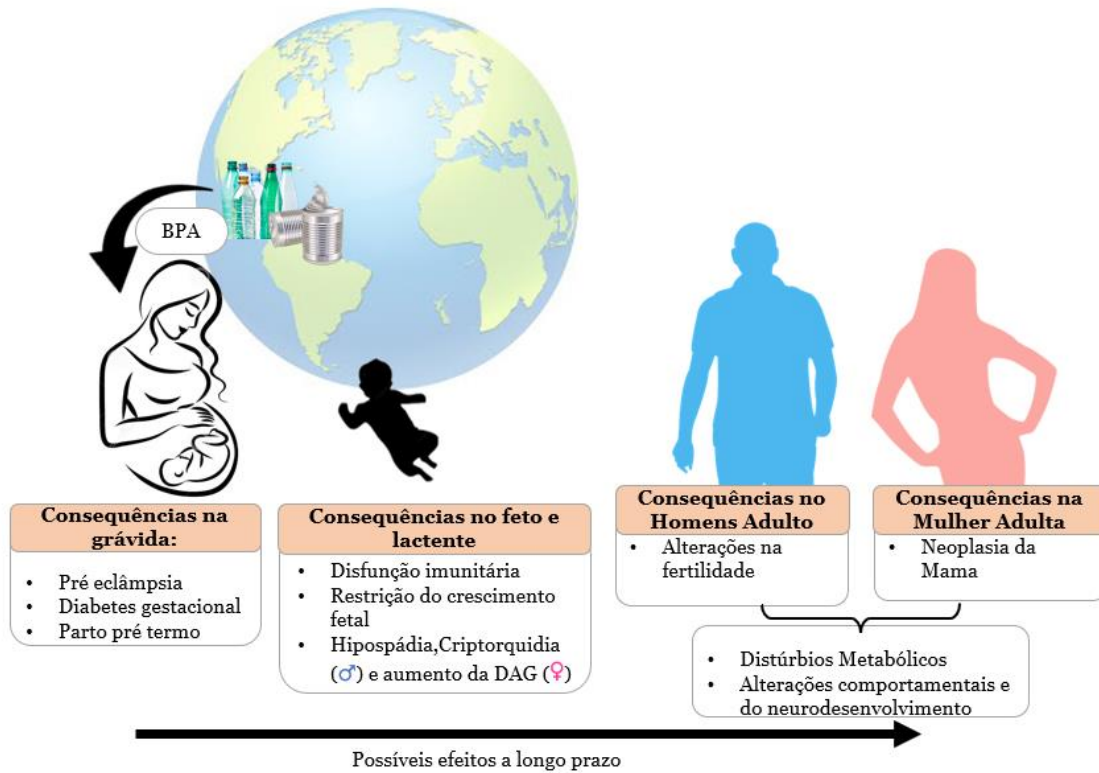 BPA
Consequências na
grávida:
• Pré eclâmpsia
• Diabetes gestacional
• Parto pré termo
Consequências no feto e
lactente
• Disfunção imunitária
• Restrição do crescimento
fetal
• Hipospádia,Criptorquidia
(♂) e aumento da DAG (♀)
Consequências no
Homens Adulto
• Alterações na
fertilidade
Consequências na
Mulher Adulta
• Neoplasia da
Mama
• Distúrbios Metabólicos
• Alterações comportamentais e
do neurodesenvolvimento
Possíveis efeitos a longo prazo